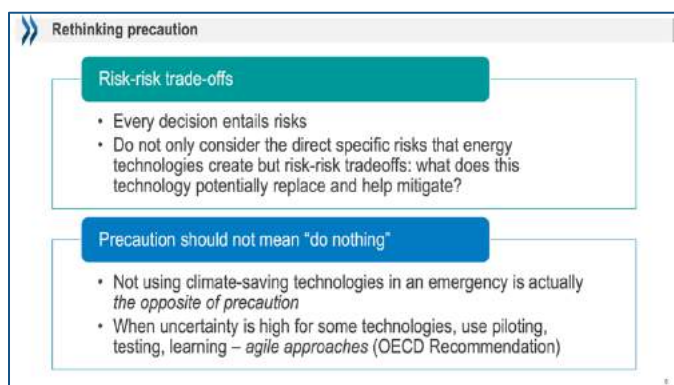 Rethinking precaution
Risk-risk trade-offs
• Every decision entails risks
• Do not only consider the direct specific risks that energy
technologies create but risk-risk tradeoffs: what does this
technology potentially replace and help mitigate?
Precaution should not mean “do nothing”
• Not using climate-saving technologies in an emergency is actually
the opposite of precaution
• When uncertainty is high for some technologies, use piloting,
testing, learning – agile approaches (OECD Recommendation)